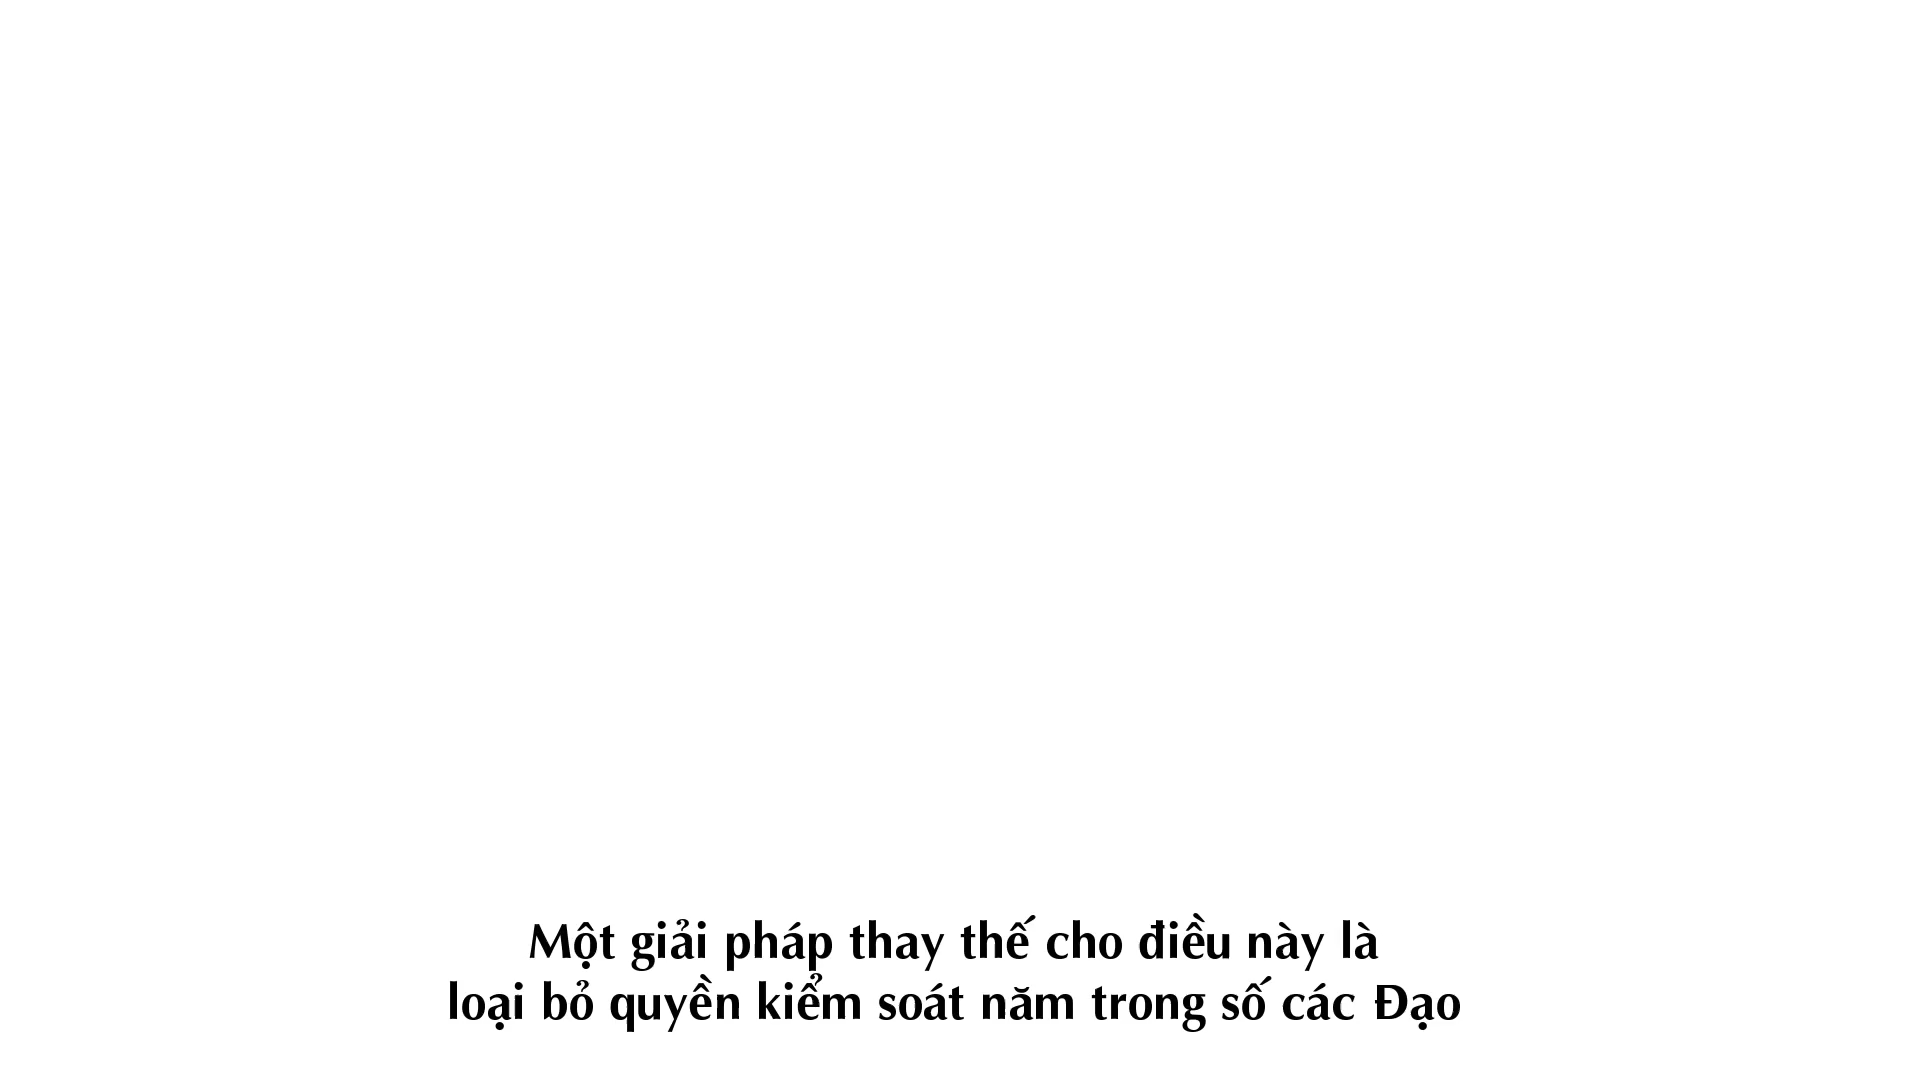 Một giải pháp thay thế cho điều này là
loại bỏ quyền kiểm soát năm trong số các Đạo